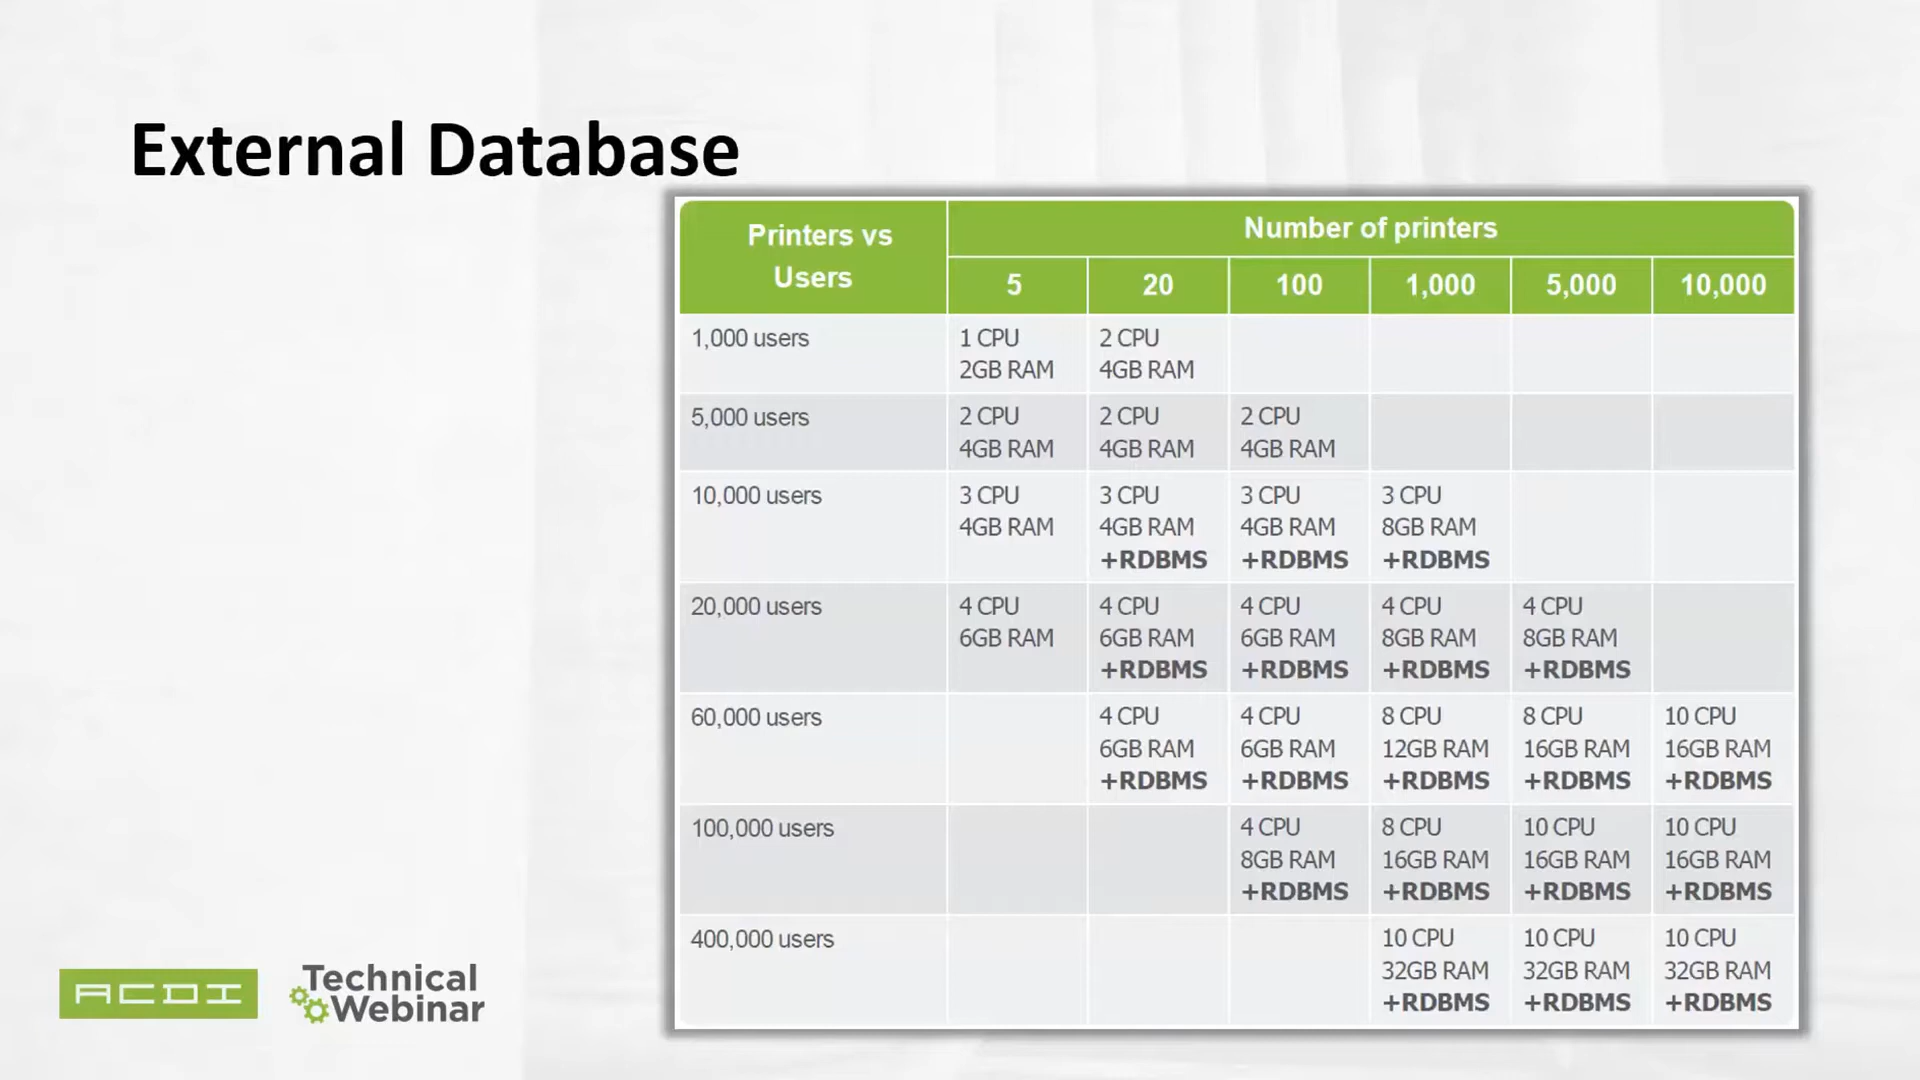 External Database
Printers vs
Users
Number of printers
5 20 100 1,000 5,000 10,000
1,000 users
1 CPU
2GB RAM
2 CPU
4GB RAM
5,000 users
2 CPU
4GB RAM
2 CPU
4GB RAM
2 CPU
4GB RAM
10,000 users
3 CPU
4GB RAM
3 CPU
4GB RAM
+RDBMS
3 CPU
4GB RAM
+RDBMS
3 CPU
8GB RAM
+RDBMS
20,000 users
4 CPU
6GB RAM
4 CPU
6GB RAM
+RDBMS
4 CPU
6GB RAM
+RDBMS
4 CPU
8GB RAM
+RDBMS
4 CPU
8GB RAM
+RDBMS
60,000 users
4 CPU
6GB RAM
+RDBMS
4 CPU
6GB RAM
+RDBMS
8 CPU
12GB RAM
+RDBMS
8 CPU
16GB RAM
+RDBMS
10 CPU
16GB RAM
+RDBMS
100,000 users
4 CPU
8GB RAM
+RDBMS
8 CPU
16GB RAM
+RDBMS
10 CPU
16GB RAM
+RDBMS
10 CPU
16GB RAM
+RDBMS
400,000 users
10 CPU
32GB RAM
+RDBMS
10 CPU
32GB RAM
+RDBMS
10 CPU
32GB RAM
+RDBMS
ACDI
Technical
Webinar